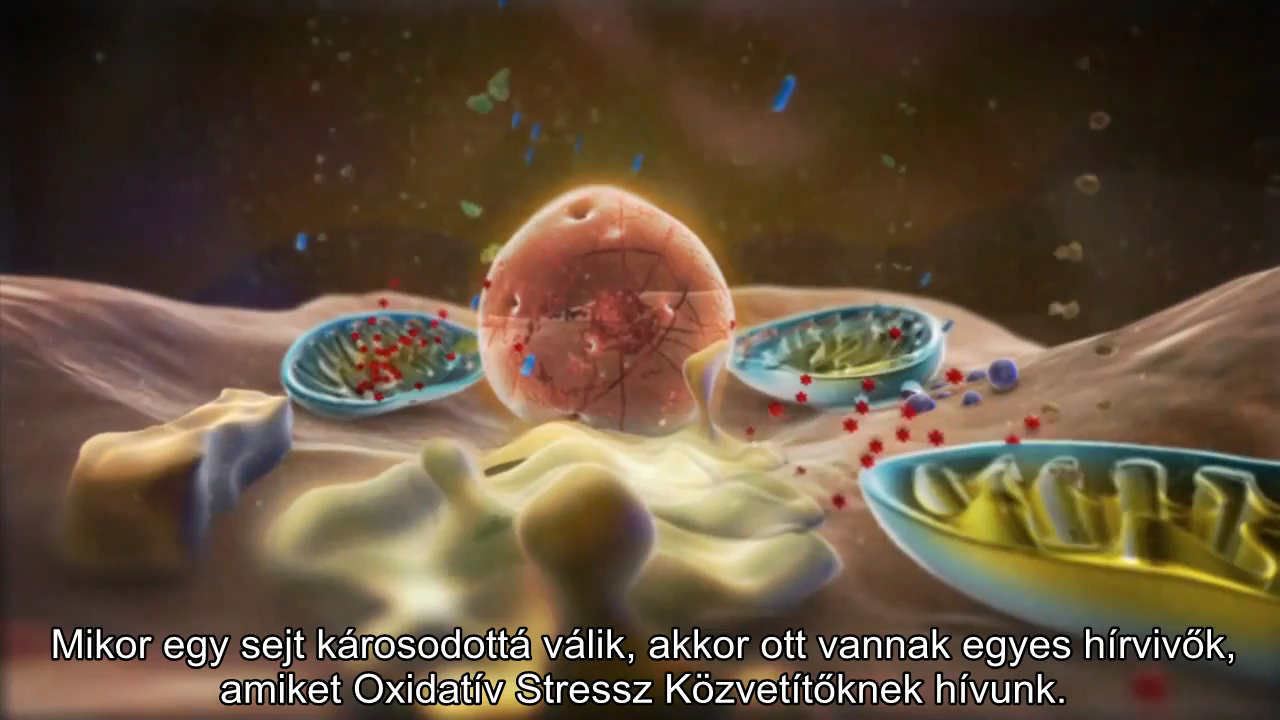 Mikor egy sejt károsodottá válik, akkor ott vannak egyes hírvivők,
amiket Oxidatív Stressz Közvetítőknek hívunk.